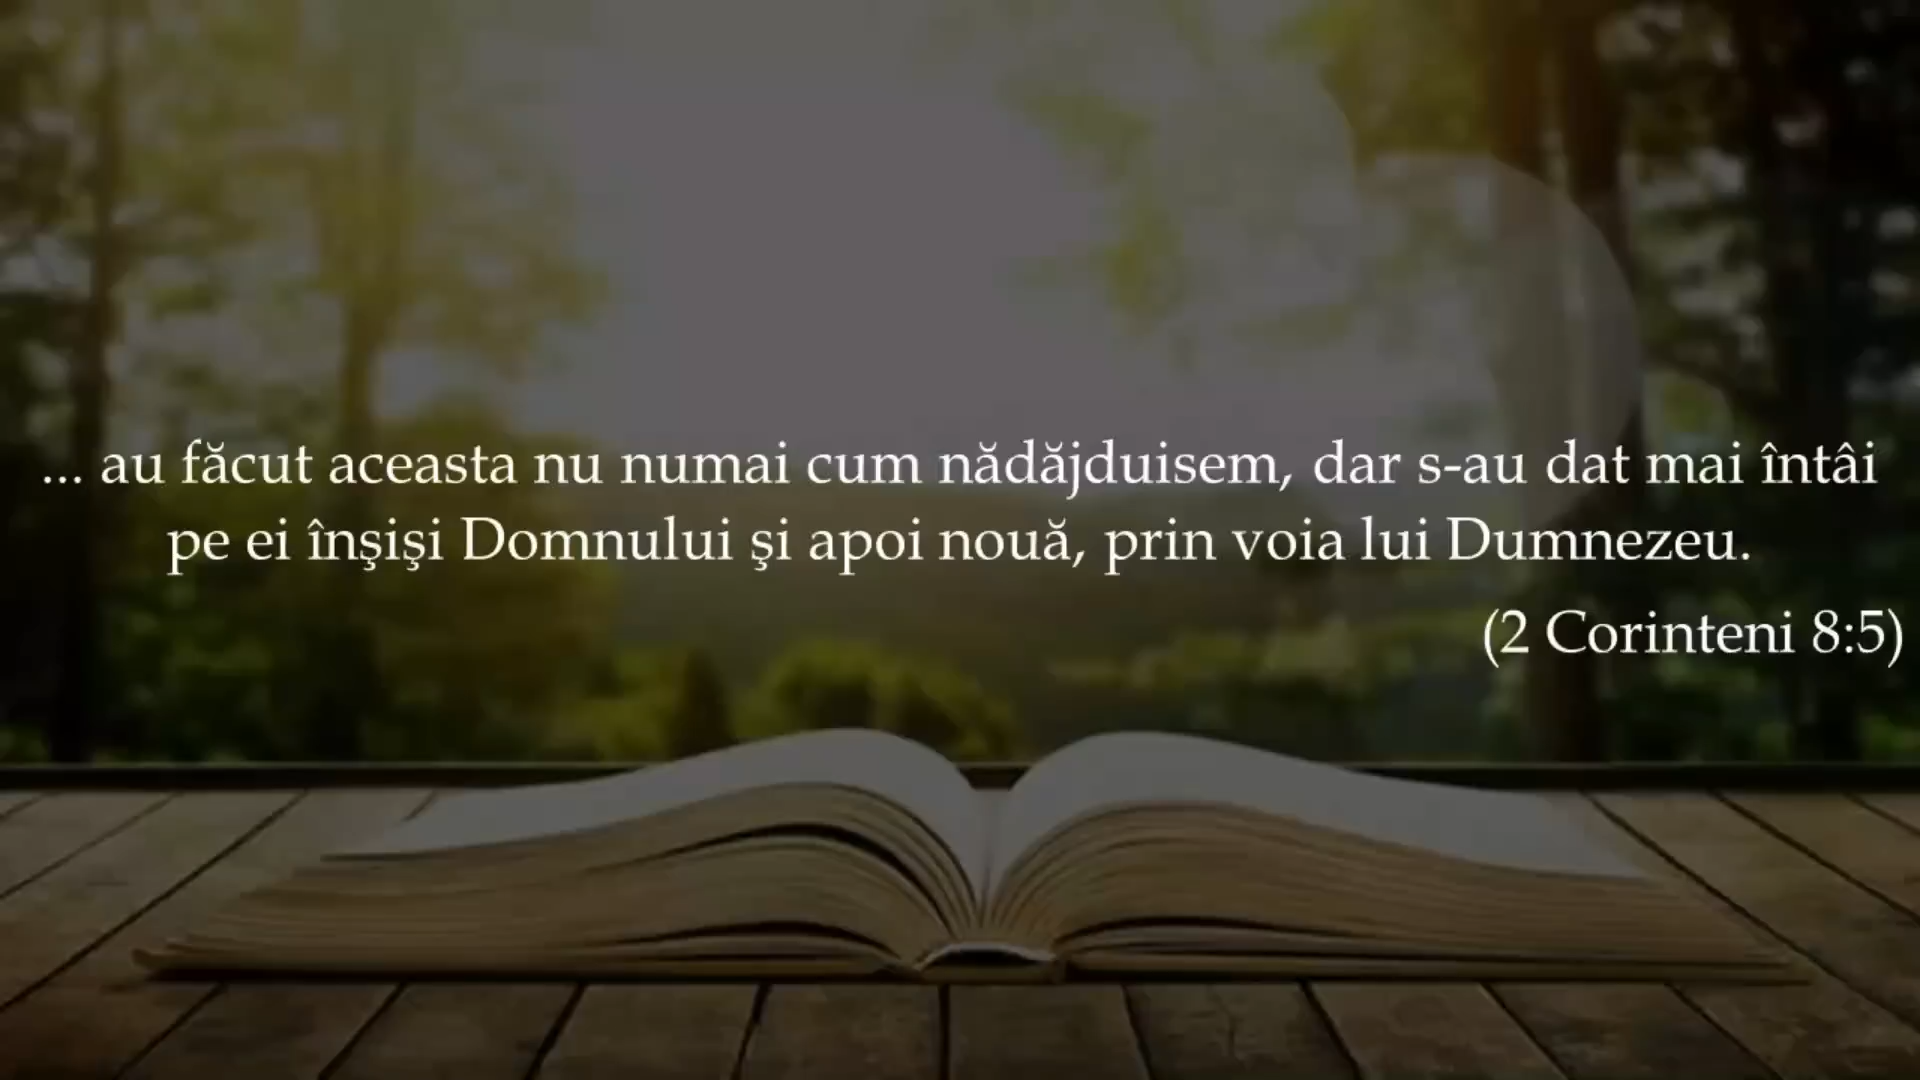 ... au făcut aceasta nu numai cum nădăjduisem, dar s-au dat mai întâi
pe ei înşişi Domnului şi apoi nouă, prin voia lui Dumnezeu.
(2 Corinteni 8:5)